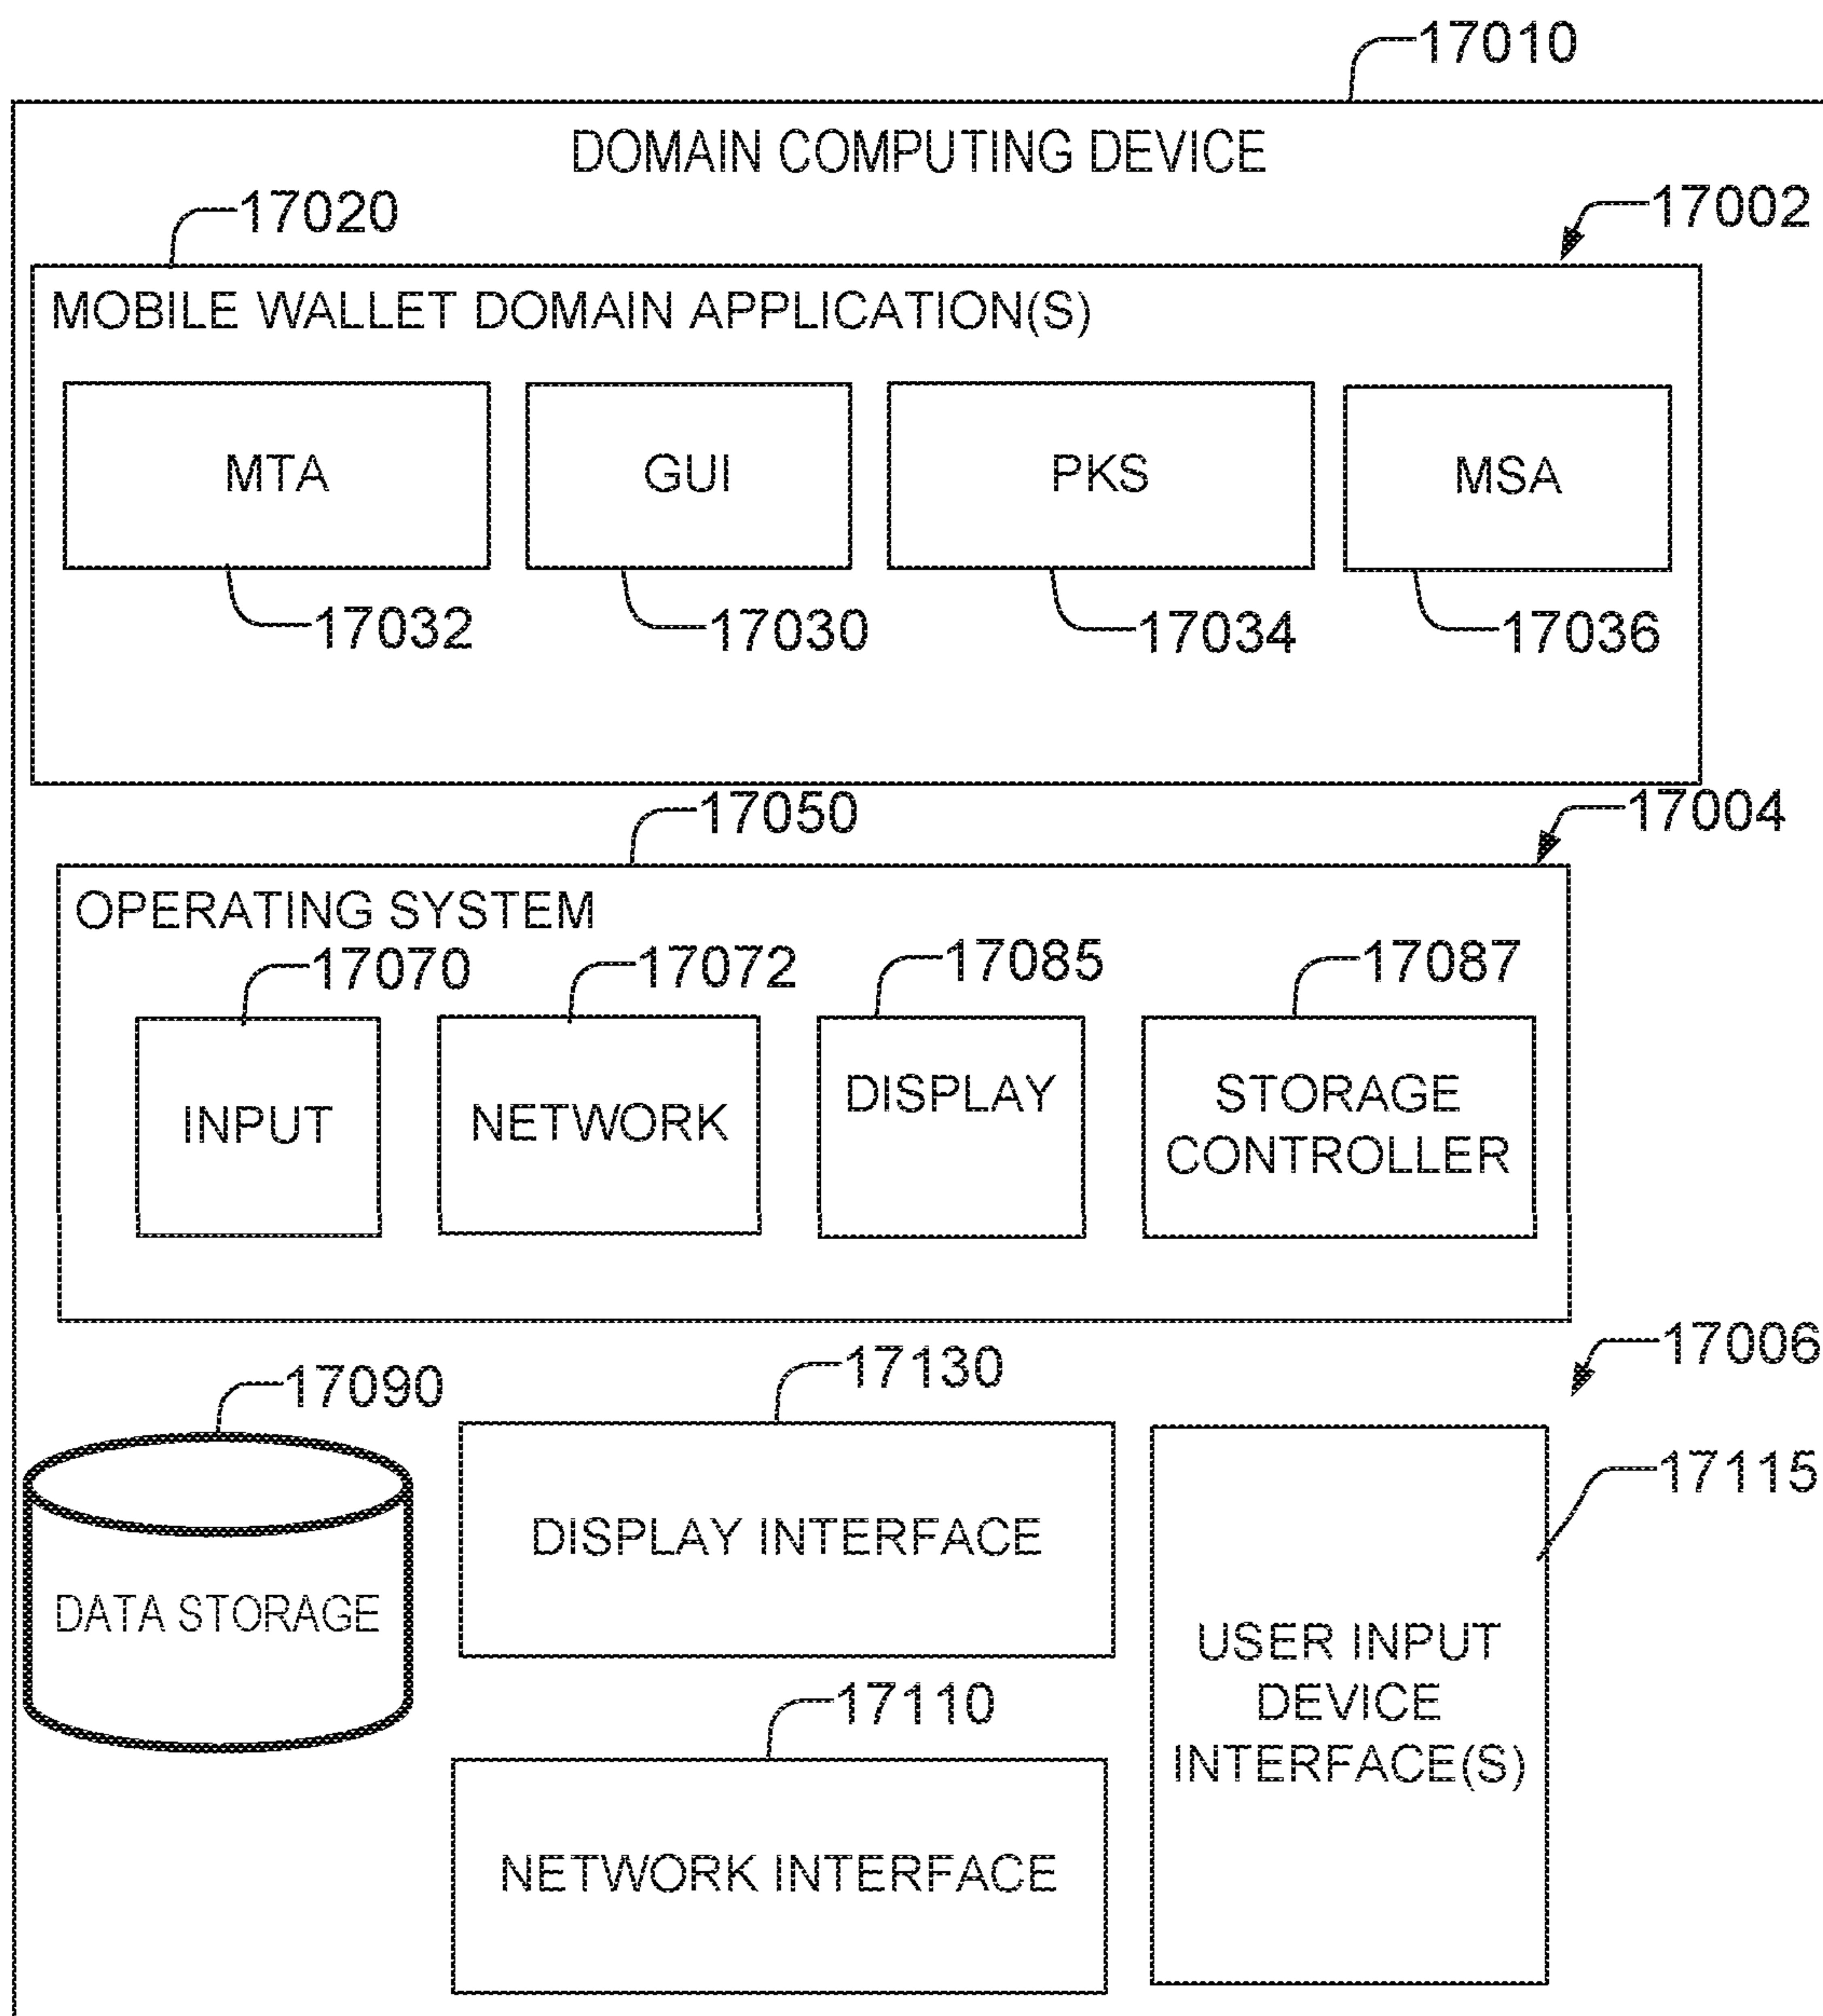 17010
DOMAIN COMPUTING DEVICE
17020
17002
MOBILE WALLET DOMAIN APPLICATION(S)
MTA
GUI
PKS
MSA
17032
17030
17034
17036
17050
17004
OPERATING SYSTEM
17070
17072
17085
17087
INPUT
NETWORK
DISPLAY
STORAGE
CONTROLLER
17006
17090
17130
17115
DATA STORAGE
DISPLAY INTERFACE
USER INPUT
DEVICE
INTERFACE(S)
17110
NETWORK INTERFACE